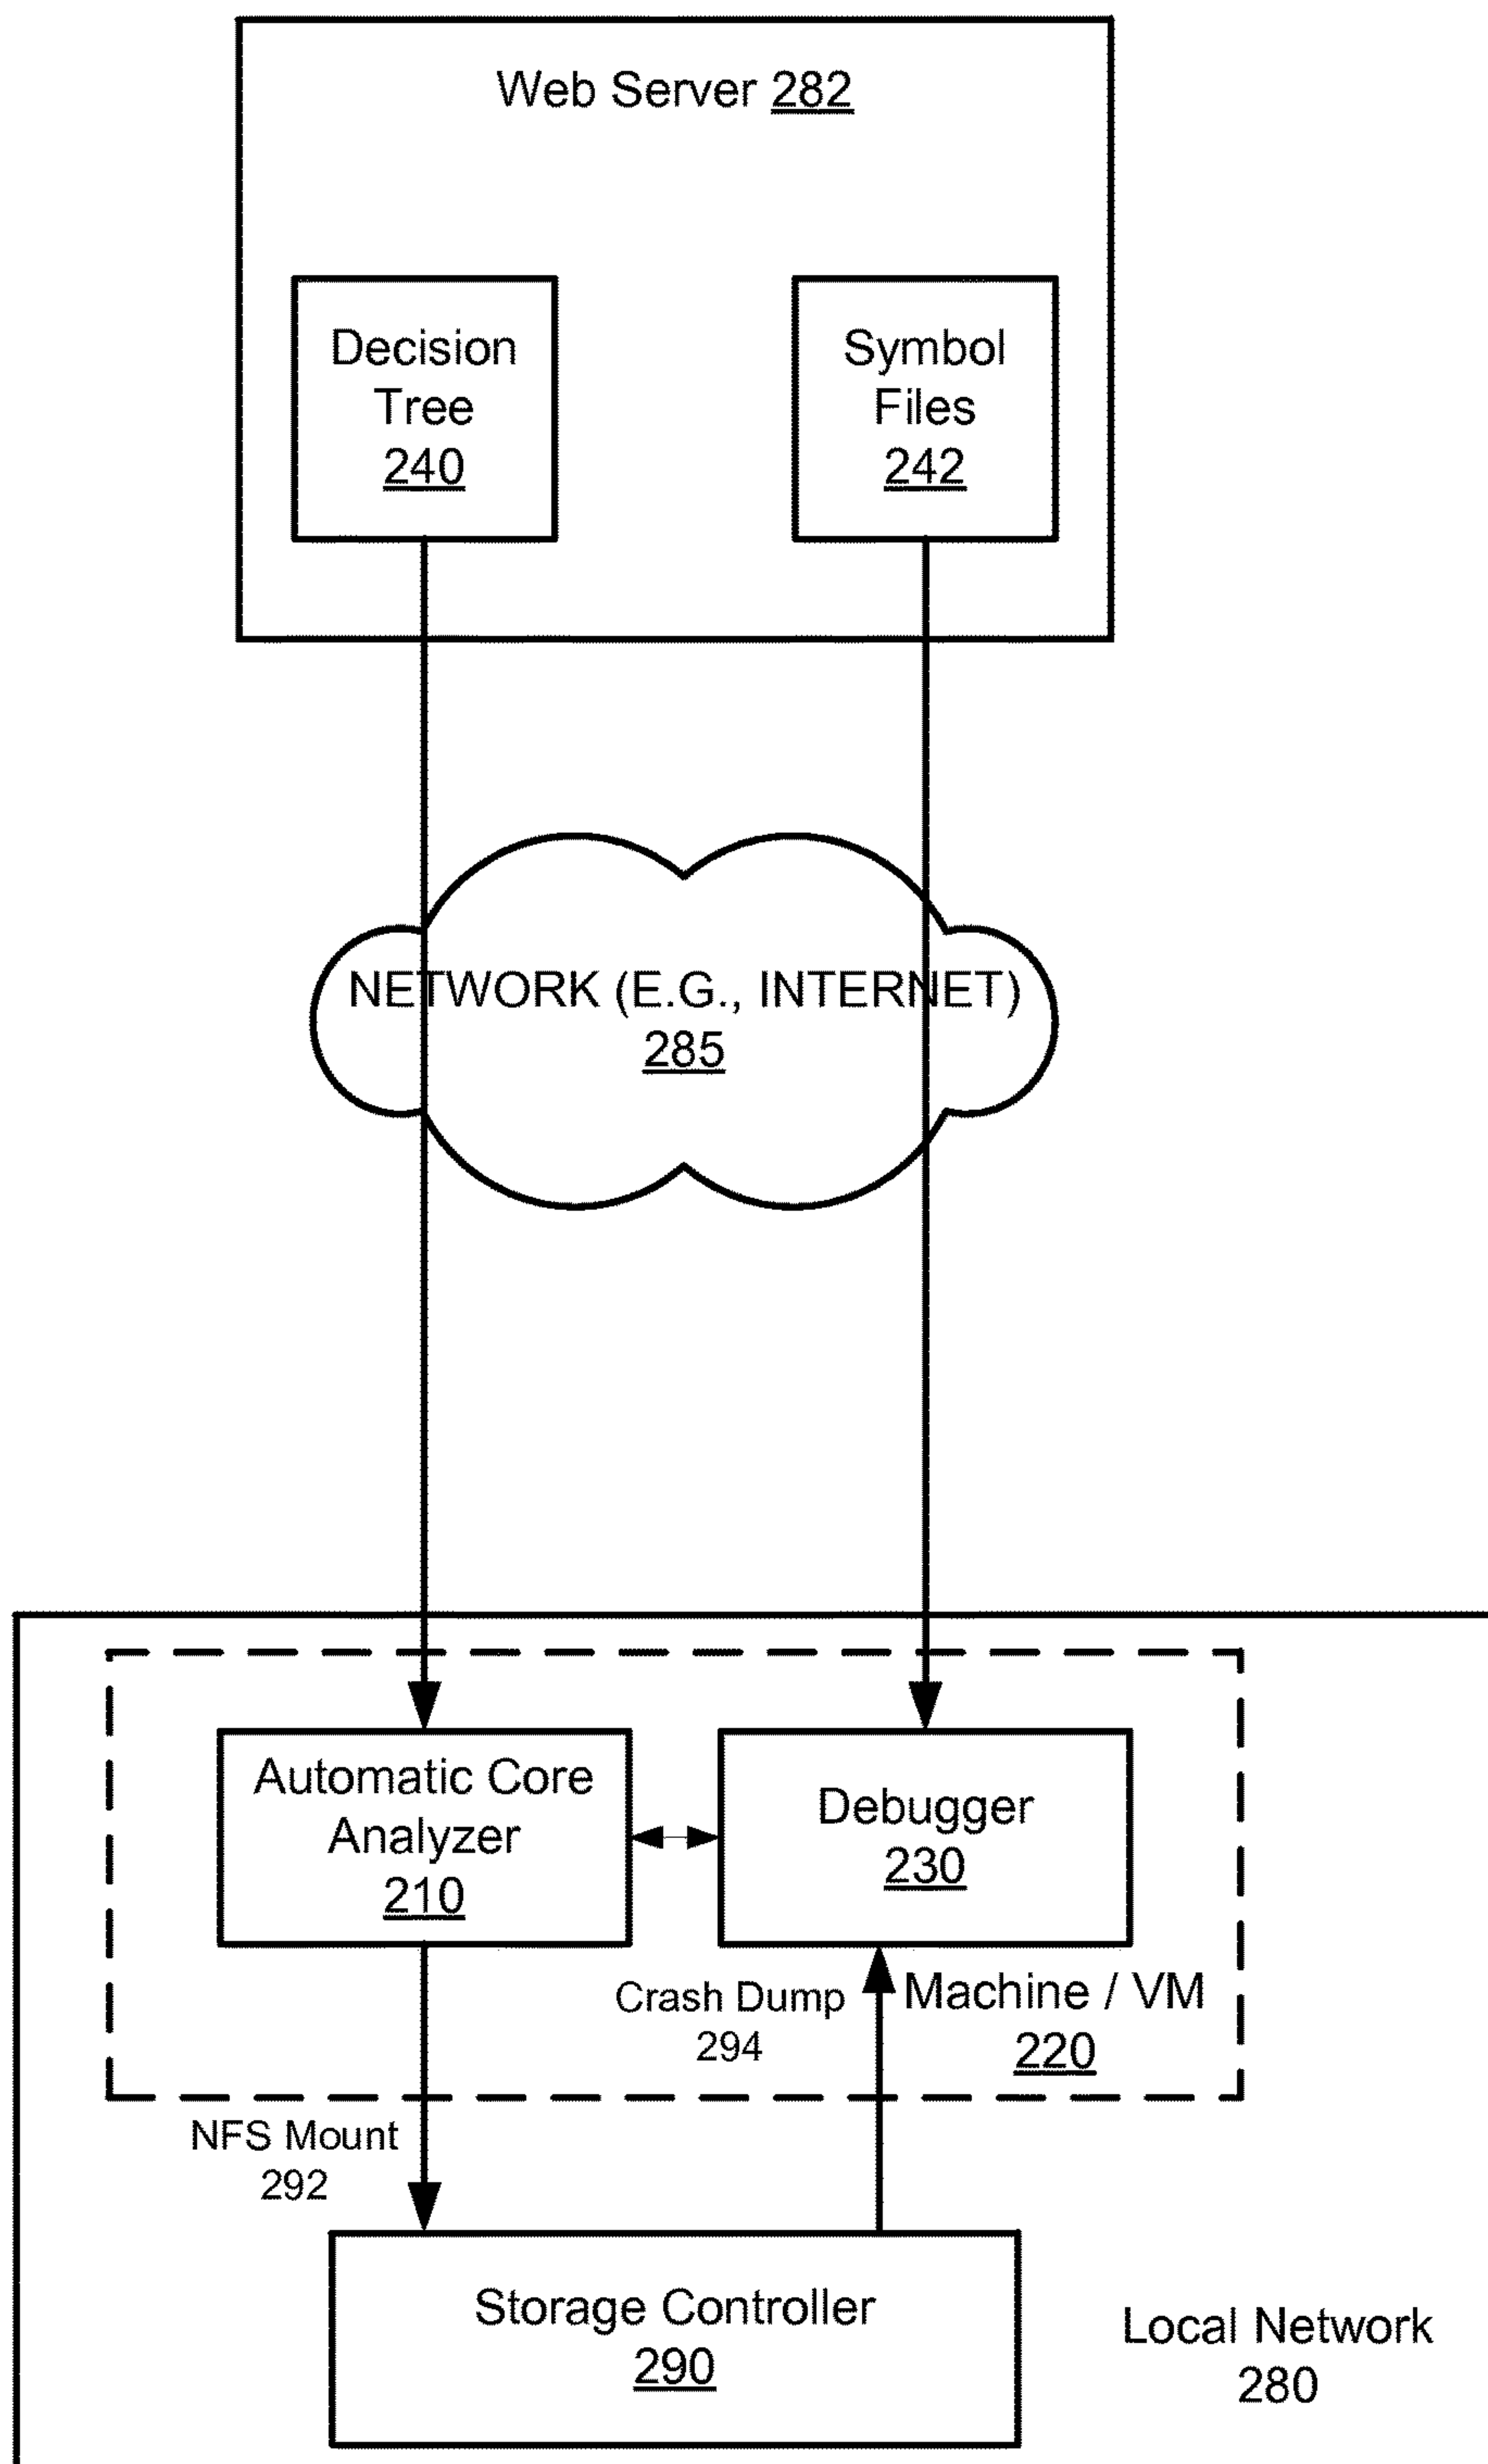 Web Server 282
Decision
Tree
240
Symbol
Files
242
NETWORK (E.G., INTERNET)
285
Automatic Core
Analyzer
210
Debugger
230
Crash Dump
294
Machine / VM
220
NFS Mount
292
Storage Controller
290
Local Network
280